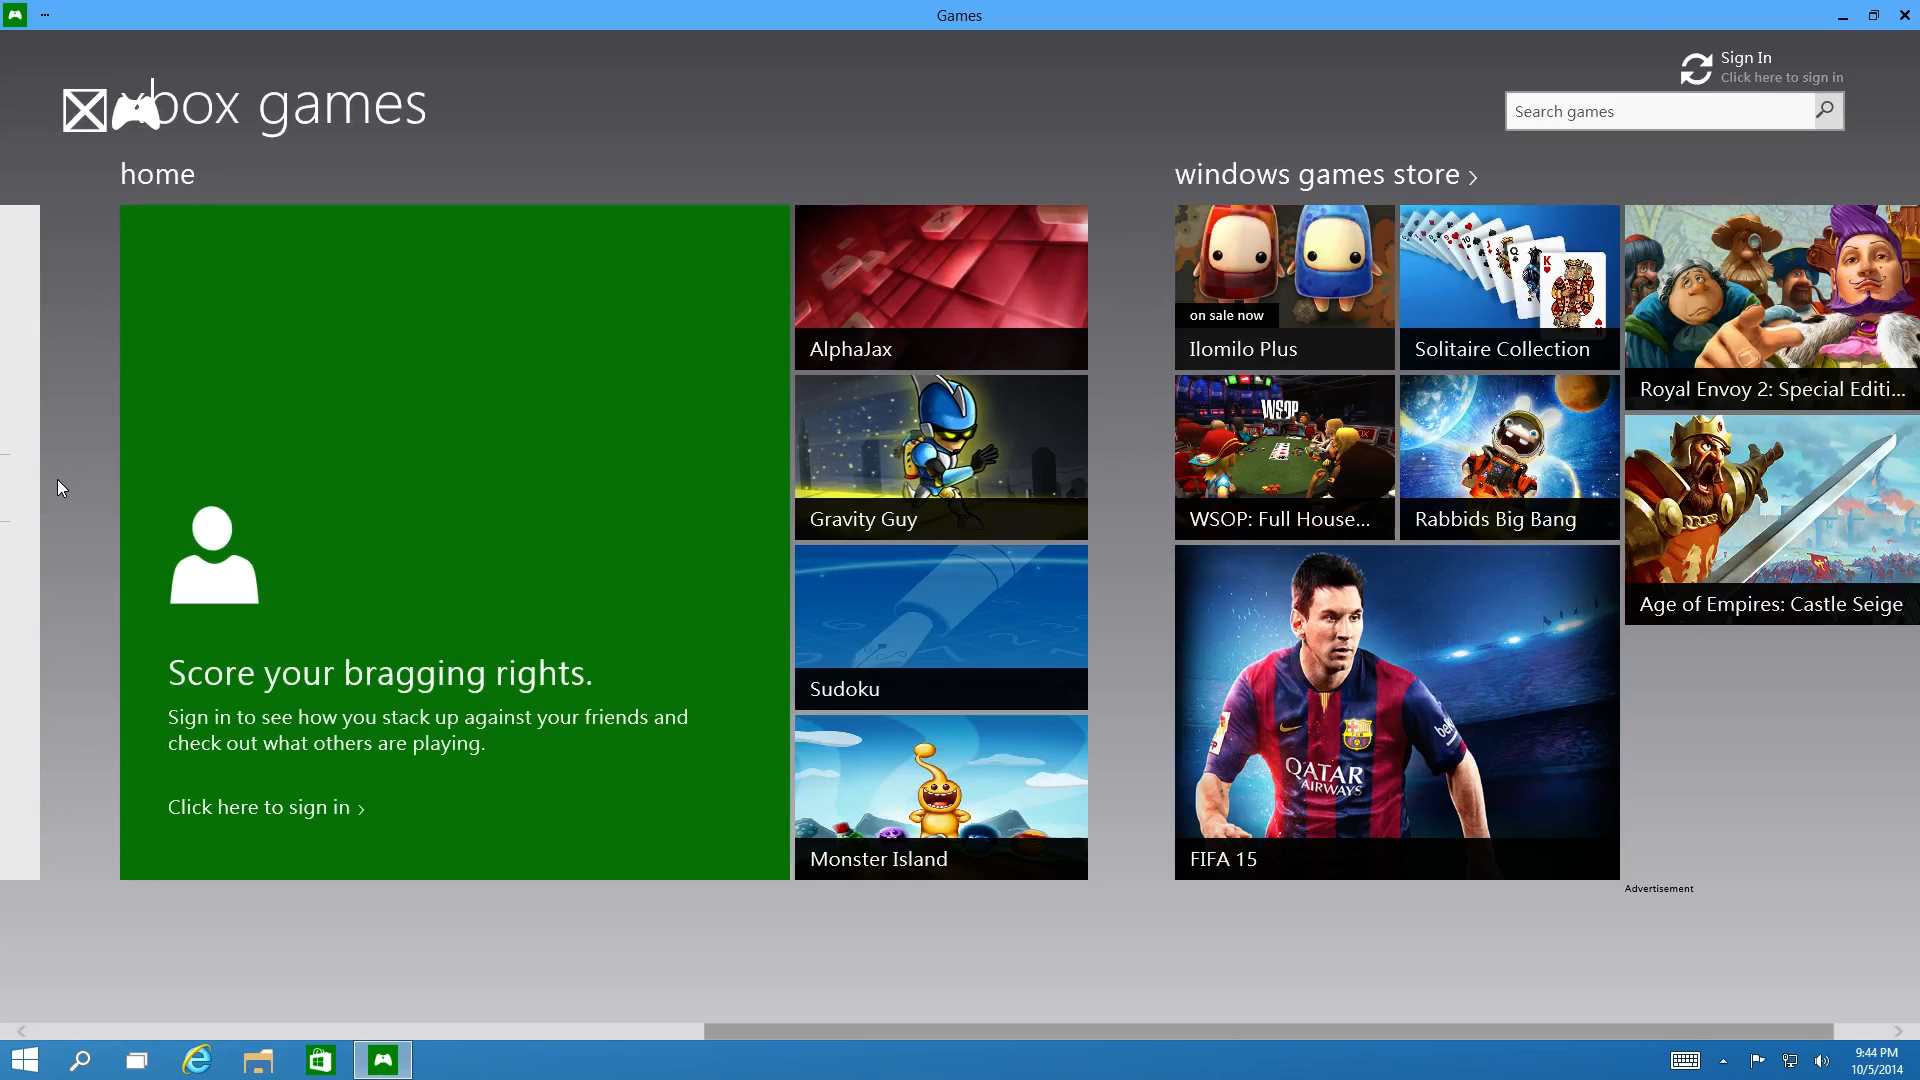 Games
xbox games
Sign In
Click here to sign in
Search games
home
windows games store
AlphaJax
on sale now
Ilomilo Plus
Solitaire Collection
Royal Envoy 2: Special Editi...
WSOP
Gravity Guy
WSOP: Full House...
Rabbids Big Bang
Age of Empires: Castle Seige
Score your bragging rights.
Sign in to see how you stack up against your friends and
check out what others are playing.
Click here to sign in
Sudoku
QATAR
AIRWAYS
beko
Monster Island
FIFA 15
Advertisement
9:44 PM
10/5/2014